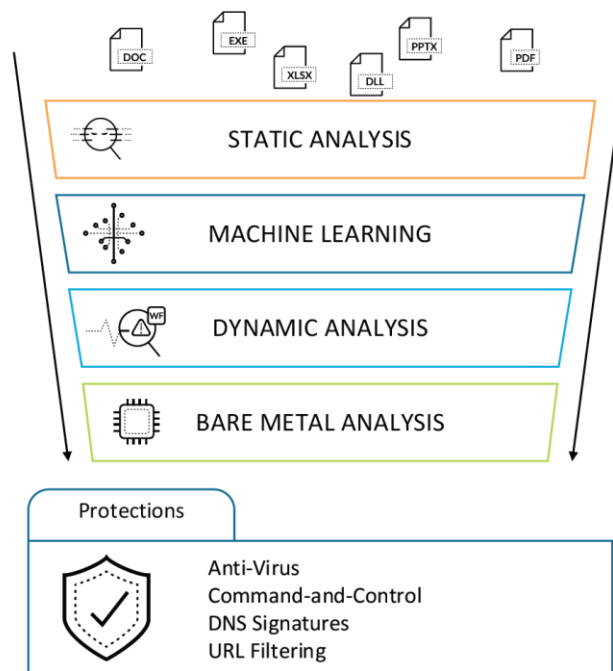 DOC
EXE
XLSX
DLL
PPTX
PDF
STATIC ANALYSIS
MACHINE LEARNING
WF
DYNAMIC ANALYSIS
BARE METAL ANALYSIS
Protections
Anti-Virus
Command-and-Control
DNS Signatures
URL Filtering